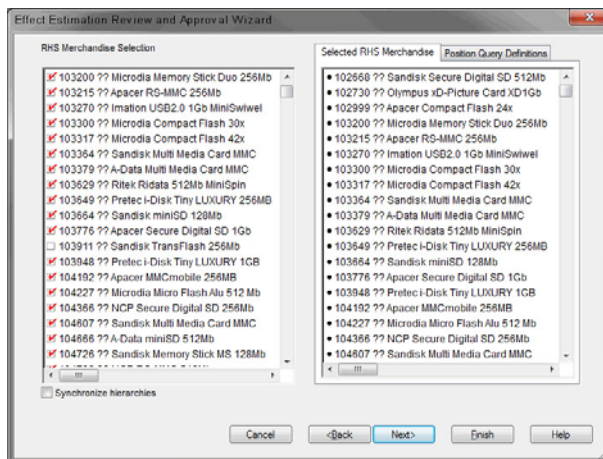 Effect Estimation Review and Approval Wizard
RHS Merchandise Selection
103200 ?? Microdia Memory Stick Duo 256Mb
103215 ?? Apacer RS-MMC 256Mb
103270 ?? Imation USB2.0 1Gb MiniSwiwel
103300 ?? Microdia Compact Flash 30x
103317 ?? Microdia Compact Flash 42x
103364 ?? Sandisk Multi Media Card MMC
103379 ?? A-Data Multi Media Card MMC
103629 ?? Ritek Ridata 512Mb MiniSpin
103649 ?? Pretec i-Disk Tiny LUXURY 256MB
103664 ?? Sandisk miniSD 128Mb
103776 ?? Apacer Secure Digital SD 1Gb
103911 ?? Sandisk TransFlash 256Mb
103948 ?? Pretec i-Disk Tiny LUXURY 1GB
104192 ?? Apacer MMCmobile 256MB
104227 ?? Microdia Micro Flash Alu 512 Mb
104366 ?? NCP Secure Digital SD 256Mb
104607 ?? Sandisk Multi Media Card MMC
104666 ?? A-Data miniSD 512Mb
104726 ?? Sandisk Memory Stick MS 128Mb
Synchronize hierarchies
Selected RHS Merchandise
Position Query Definitions
102668 ?? Sandisk Secure Digital SD 512Mb
102730 ?? Olympus xD-Picture Card XD1Gb
102999 ?? Apacer Compact Flash 24x
103200 ?? Microdia Memory Stick Duo 256Mb
103215 ?? Apacer RS-MMC 256Mb
103270 ?? Imation USB2.0 1Gb MiniSwiwel
103300 ?? Microdia Compact Flash 30x
103317 ?? Microdia Compact Flash 42x
103364 ?? Sandisk Multi Media Card MMC
103379 ?? A-Data Multi Media Card MMC
103629 ?? Ritek Ridata 512Mb MiniSpin
103649 ?? Pretec i-Disk Tiny LUXURY 256MB
103664 ?? Sandisk miniSD 128Mb
103776 ?? Apacer Secure Digital SD 1Gb
103948 ?? Pretec i-Disk Tiny LUXURY 1GB
104192 ?? Apacer MMCmobile 256MB
104227 ?? Microdia Micro Flash Alu 512 Mb
104366 ?? NCP Secure Digital SD 256Mb
104607 ?? Sandisk Multi Media Card MMC
Cancel
<Back
Next>
Finish
Help